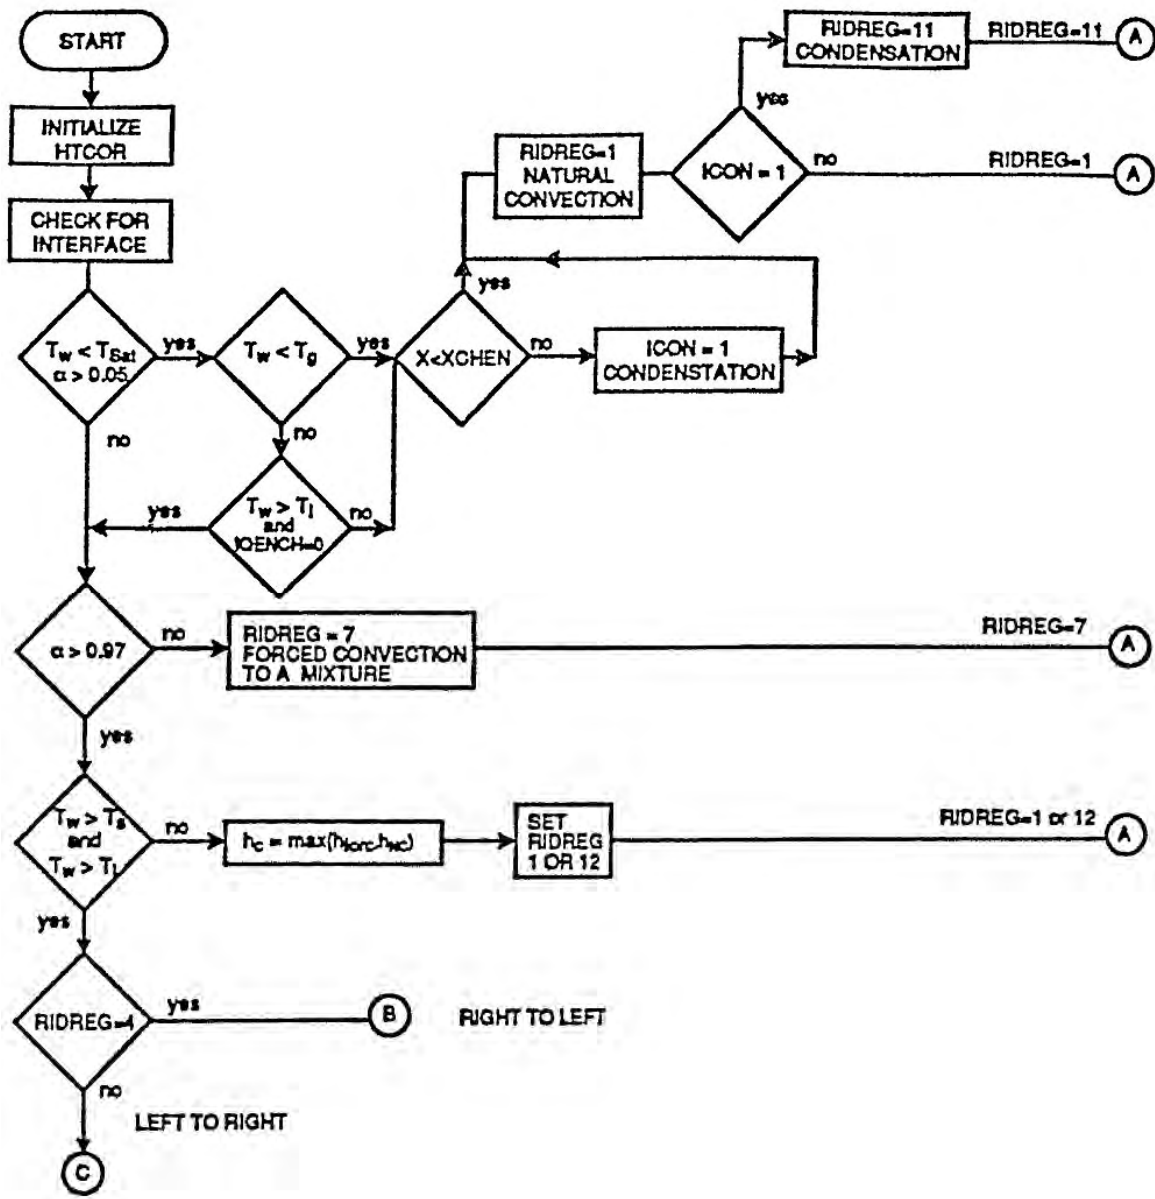 START
INITIALIZE
HTCOR
CHECK FOR
INTERFACE
RIDREG=11
CONDENSATION
RIDREG=11
A
yes
RIDREG=1
NATURAL
CONVECTION
ICON = 1
no
RIDREG=1
A
yes
T_w < T_Sat
α > 0.05
yes
T_w < T_g
yes
X<XCHEN
no
ICON = 1
CONDENSTATION
no
no
T_w > T_l
and
IQENCH=0
yes
no
α > 0.97
no
RIDREG = 7
FORCED CONVECTION
TO A MIXTURE
RIDREG=7
A
yes
T_w > T_s
and
T_w > T_L
no
h_c = max(h_forc,h_NC)
SET
RIDREG
1 OR 12
RIDREG=1 or 12
A
yes
RIDREG=4
yes
B
RIGHT TO LEFT
no
LEFT TO RIGHT
C